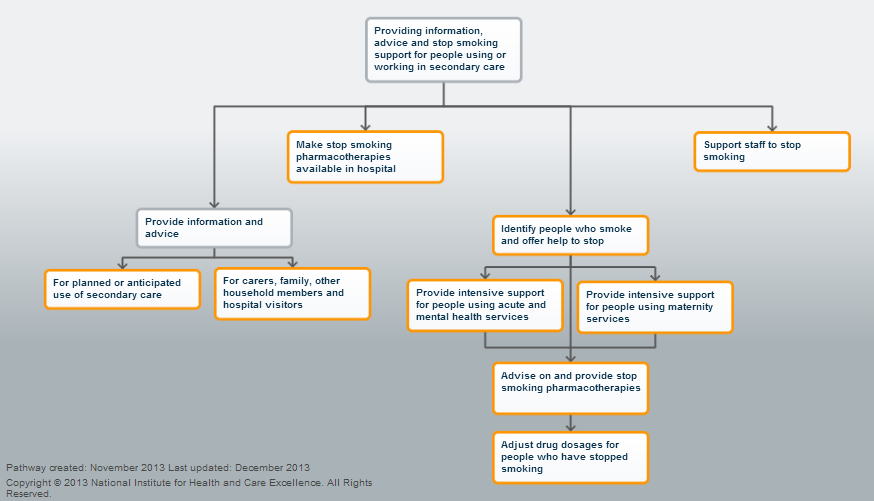 Providing information,
advice and stop smoking
support for people using or
working in secondary care
Make stop smoking
pharmacotherapies
available in hospital
Support staff to stop
smoking
Provide information and
advice
Identify people who smoke
and offer help to stop
For planned or anticipated
use of secondary care
For carers, family, other
household members and
hospital visitors
Provide intensive support
for people using acute and
mental health services
Provide intensive support
for people using maternity
services
Advise on and provide stop
smoking pharmacotherapies
Adjust drug dosages for
people who have stopped
smoking
Pathway created: November 2013 Last updated: December 2013
Copyright © 2013 National Institute for Health and Care Excellence. All Rights
Reserved.